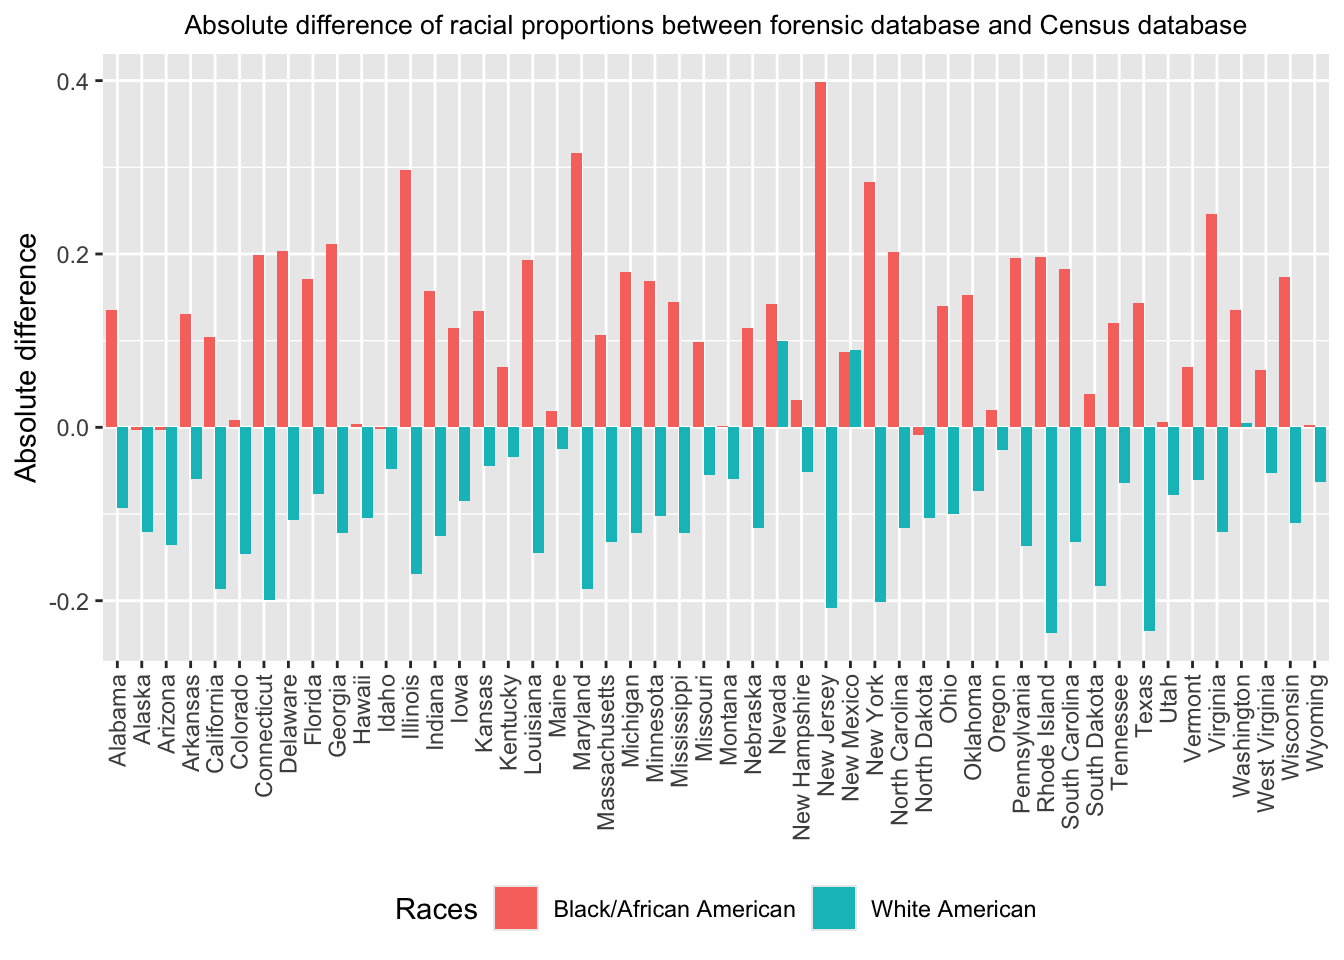 Absolute difference of racial proportions between forensic database and Census database
Absolute difference
0.4
0.2
0.0
-0.2
Alabama
Alaska
Arizona
Arkansas
California
Colorado
Connecticut
Delaware
Florida
Georgia
Hawaii
Idaho
Illinois
Indiana
Iowa
Kansas
Kentucky
Louisiana
Maine
Maryland
Massachusetts
Michigan
Minnesota
Mississippi
Missouri
Montana
Nebraska
Nevada
New Hampshire
New Jersey
New Mexico
New York
North Carolina
North Dakota
Ohio
Oklahoma
Oregon
Pennsylvania
Rhode Island
South Carolina
South Dakota
Tennessee
Texas
Utah
Vermont
Virginia
Washington
West Virginia
Wisconsin
Wyoming
Races
Black/African American
White American